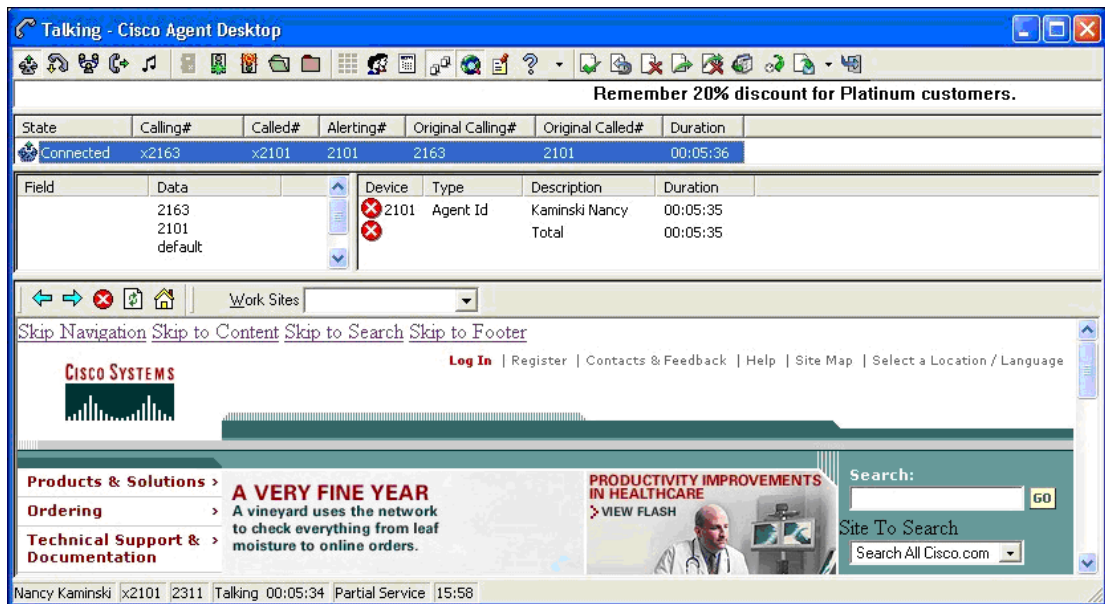 Talking - Cisco Agent Desktop
Remember 20% discount for Platinum customers.
State Calling# Called# Alerting# Original Calling# Original Called# Duration
Connected x2163 x2101 2101 2163 2101 00:05:36
Field Data Device Type Description Duration
2163 2101 Agent Id Kaminski Nancy 00:05:35
2101 Total 00:05:35
default
Work Sites
Skip Navigation Skip to Content Skip to Search Skip to Footer
Log In | Register | Contacts & Feedback | Help | Site Map | Select a Location / Language
CISCO SYSTEMS
Products & Solutions ›
Ordering ›
Technical Support & ›
Documentation
A VERY FINE YEAR
A vineyard uses the network
to check everything from leaf
moisture to online orders.
PRODUCTIVITY IMPROVEMENTS
IN HEALTHCARE
VIEW FLASH
Search:
GO
Site To Search
Search All Cisco.com
Nancy Kaminski x2101 2311 Talking 00:05:34 Partial Service 15:58